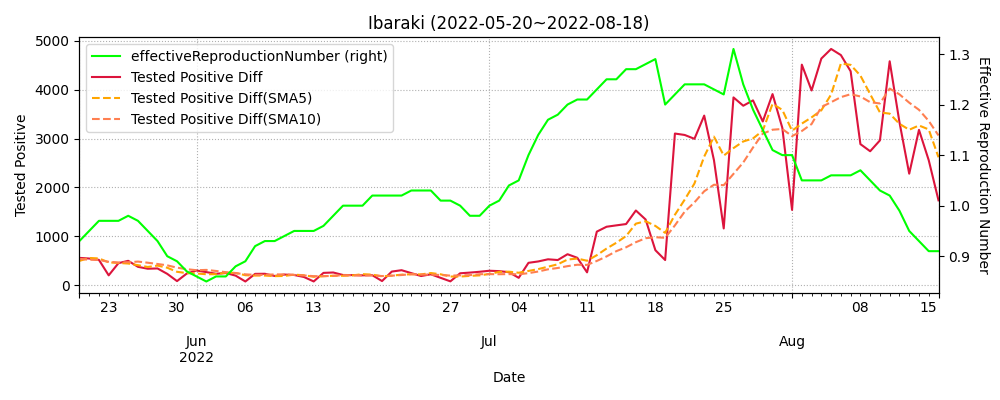 Ibaraki (2022-05-20~2022-08-18)
effectiveReproductionNumber (right)
Tested Positive Diff
Tested Positive Diff(SMA5)
Tested Positive Diff(SMA10)
Tested Positive
5000
4000
3000
2000
1000
0
1.3
1.2
1.1
1.0
0.9
Effective Number
23 30 06 13 20 27 04 11 18 25 08 15
Jun Jul Aug
2022
Date